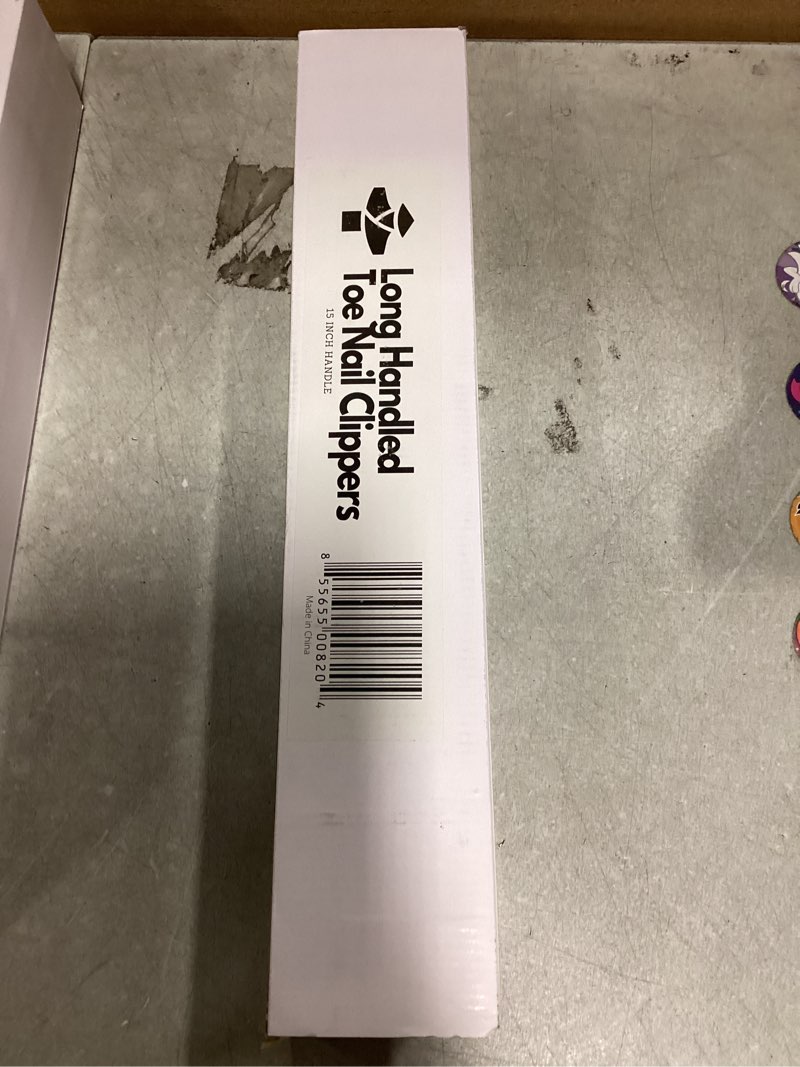 Long Handled
Toe Nail Clippers
15 INCH HANDLE
8 55655 00820 4
Made in China